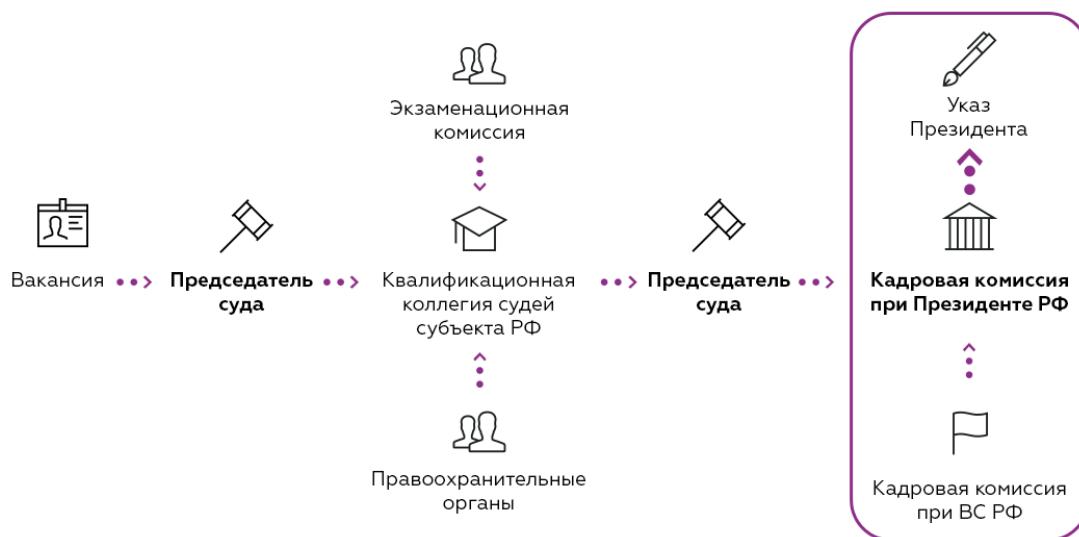 Экзаменационная
комиссия
Указ
Президента
Вакансия
Председатель
суда
Квалификационная
коллегия судей
субъекта РФ
Председатель
суда
Кадровая комиссия
при Президенте РФ
Правоохранительные
органы
Кадровая комиссия
при ВС РФ